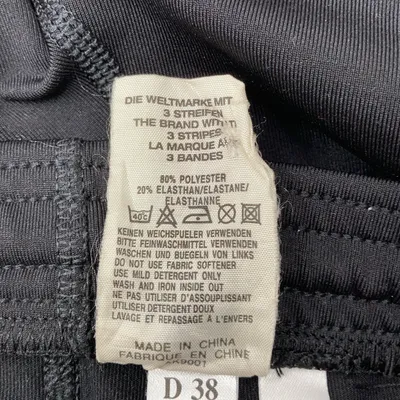 DIE WELTMARKE MIT
3 STREIFEN
THE BRAND WITH
3 STRIPES
LA MARQUE
3 BANDES
80% POLYESTER
20% ELASTHAN/ELASTANE/
ELASTHANNE
40°C
KEINEN WEICHSPUELER VERWENDEN
BITTE FEINWASCHMITTEL VERWENDEN
WASCHEN UND BUEGELN VON LINKS
DO NOT USE FABRIC SOFTENER
USE MILD DETERGENT ONLY
WASH AND IRON INSIDE OUT
NE PAS UTILISER D'ASSOUPLISSANT
UTILISER DETERGENT DOUX
LAVAGE ET REPASSAGE A L'ENVERS
MADE IN CHINA
FABRIQUE EN CHINE
D 38